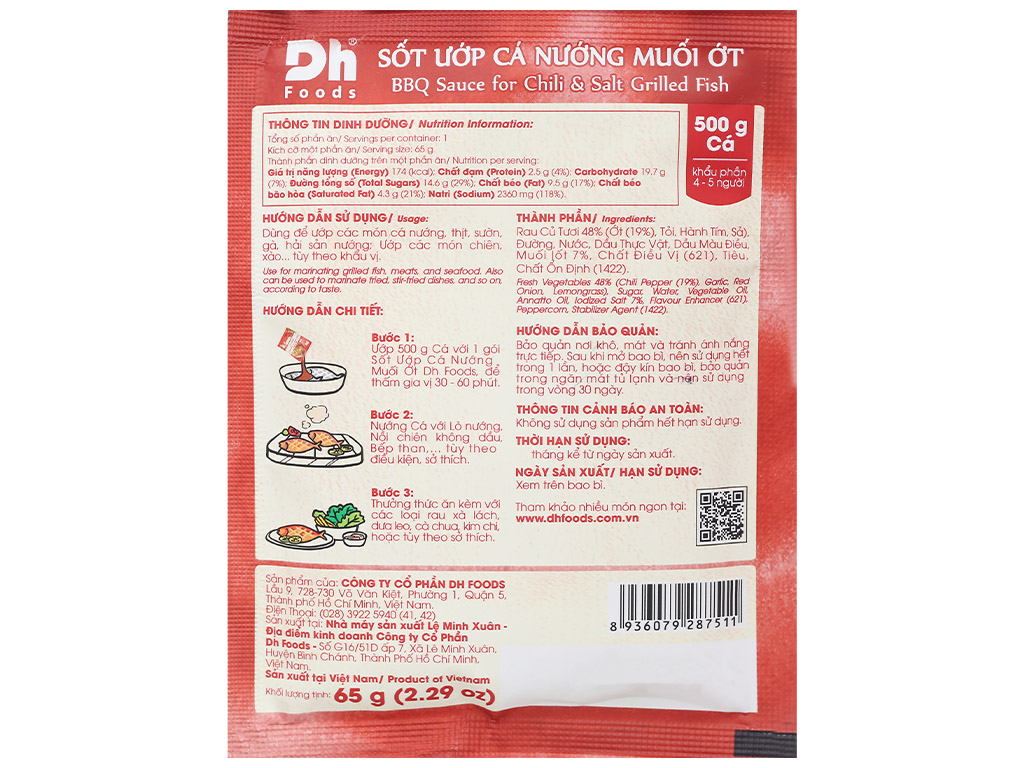 Dh®
Foods
SỐT ƯỚP CÁ NƯỚNG MUỐI ỚT
BBQ Sauce for Chili & Salt Grilled Fish
THÔNG TIN DINH DƯỠNG/ Nutrition Information:
Tổng số phần ăn/ Servings per container: 1
Kích cỡ một phần ăn/ Serving size: 65 g
Thành phần dinh dưỡng trên một phần ăn/ Nutrition per serving:
Giá trị năng lượng (Energy) 174 (kcal); Chất đạm (Protein) 2.5 g (4%); Carbohydrate 19.7 g
(7%); Đường tổng số (Total Sugars) 14.6 g (29%); Chất béo (Fat) 9.5 g (17%); Chất béo
bão hòa (Saturated Fat) 4.3 g (21%); Natri (Sodium) 2360 mg (118%).
500 g
Cá
khẩu phần
4 - 5 người
HƯỚNG DẪN SỬ DỤNG/ Usage:
Dùng để ướp các món cá nướng, thịt, sườn,
gà, hải sản nướng; Ướp các món chiên,
xào... tùy theo khẩu vị.
Use for marinating grilled fish, meats, and seafood. Also
can be used to marinate fried, stir-fried dishes, and so on,
according to taste.
HƯỚNG DẪN CHI TIẾT:
Bước 1:
Ướp 500 g Cá với 1 gói
Sốt Ướp Cá Nướng
Muối Ớt Dh Foods, để
thấm gia vị 30 - 60 phút.
Bước 2:
Nướng Cá với Lò nướng,
Nồi chiên không dầu,
Bếp than,... tùy theo
điều kiện, sở thích.
Bước 3:
Thưởng thức ăn kèm với
các loại rau xà lách,
dưa leo, cà chua, kim chi,
hoặc tùy theo sở thích.
THÀNH PHẦN/ Ingredients:
Rau Củ Tươi 48% (Ớt (19%), Tỏi, Hành Tím, Sả),
Đường, Nước, Dầu Thực Vật, Dầu Màu Điều,
Muối Iốt 7%, Chất Điều Vị (621), Tiêu,
Chất Ổn Định (1422).
Fresh Vegetables 48% (Chili Pepper (19%), Garlic, Red
Onion, Lemongrass), Sugar, Water, Vegetable Oil,
Annatto Oil, Iodized Salt 7%, Flavour Enhancer (621),
Peppercorn, Stabilizer Agent (1422).
HƯỚNG DẪN BẢO QUẢN:
Bảo quản nơi khô, mát và tránh ánh nắng
trực tiếp. Sau khi mở bao bì, nên sử dụng hết
trong 1 lần, hoặc đậy kín bao bì, bảo quản
trong ngăn mát tủ lạnh và nên sử dụng
trong vòng 30 ngày.
THÔNG TIN CẢNH BÁO AN TOÀN:
Không sử dụng sản phẩm hết hạn sử dụng.
THỜI HẠN SỬ DỤNG:
tháng kể từ ngày sản xuất.
NGÀY SẢN XUẤT/ HẠN SỬ DỤNG:
Xem trên bao bì.
Tham khảo nhiều món ngon tại:
www.dhfoods.com.vn
Sản phẩm của: CÔNG TY CỔ PHẦN DH FOODS
Lầu 9, 728-730 Võ Văn Kiệt, Phường 1, Quận 5,
Thành phố Hồ Chí Minh, Việt Nam.
Điện Thoại: (028) 3922 5940 (41, 42)
Sản xuất tại: Nhà máy sản xuất Lê Minh Xuân -
Địa điểm kinh doanh Công ty Cổ Phần
Dh Foods - Số G16/51D ấp 7, Xã Lê Minh Xuân,
Huyện Bình Chánh, Thành Phố Hồ Chí Minh,
Việt Nam.
Sản xuất tại Việt Nam/ Product of Vietnam
Khối lượng tịnh: 65 g (2.29 oz)
8 936079 287511